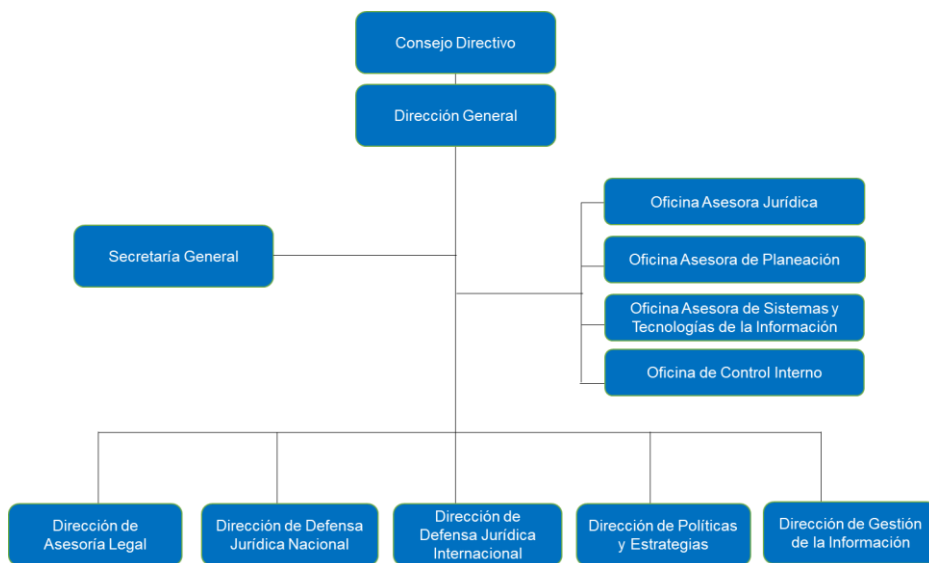 Consejo Directivo
Dirección General
Oficina Asesora Jurídica
Secretaría General
Oficina Asesora de Planeación
Oficina Asesora de Sistemas y
Tecnologías de la Información
Oficina de Control Interno
Dirección de
Asesoría Legal
Dirección de Defensa
Jurídica Nacional
Dirección de
Defensa Jurídica
Internacional
Dirección de Políticas
y Estrategias
Dirección de Gestión
de la Información